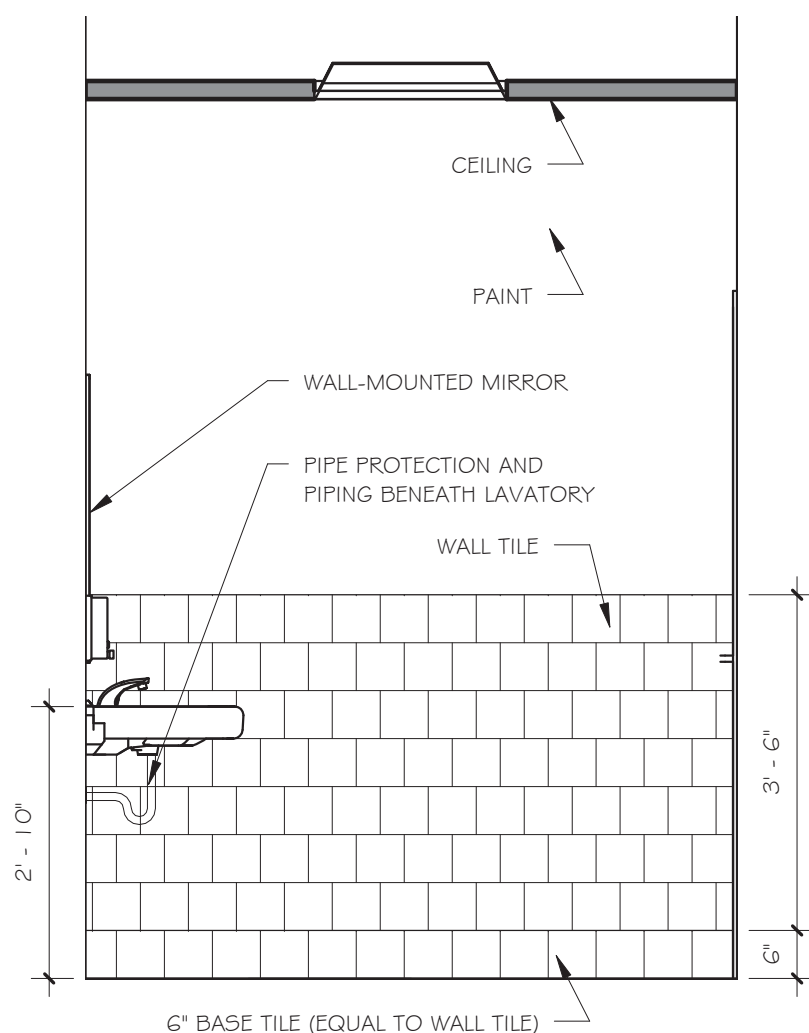 CEILING
PAINT
WALL-MOUNTED MIRROR
PIPE PROTECTION AND
PIPING BENEATH LAVATORY
WALL TILE
2' - 10"
3' - 6"
6"
6" BASE TILE (EQUAL TO WALL TILE)